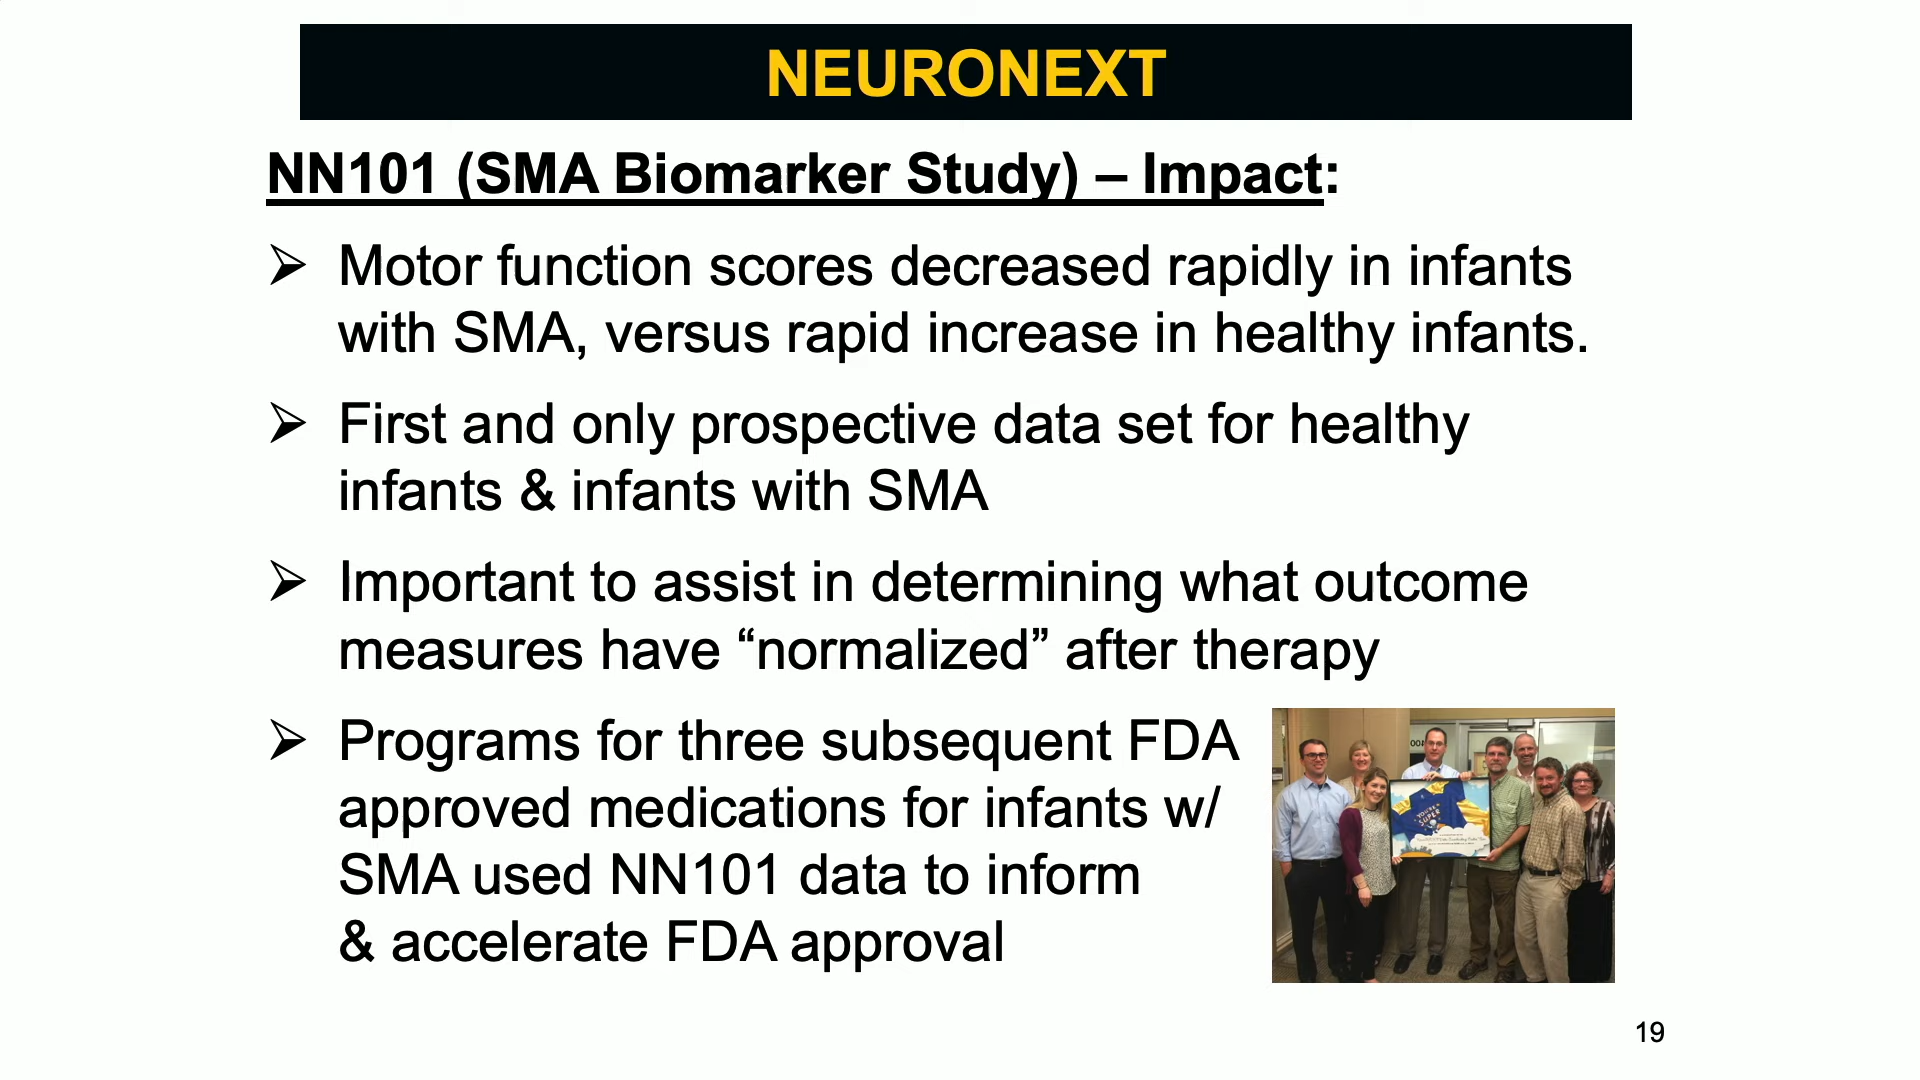 NEURONEXT
NN101 (SMA Biomarker Study) – Impact:
➢ Motor function scores decreased rapidly in infants
with SMA, versus rapid increase in healthy infants.
➢ First and only prospective data set for healthy
infants & infants with SMA
➢ Important to assist in determining what outcome
measures have “normalized” after therapy
➢ Programs for three subsequent FDA
approved medications for infants w/
SMA used NN101 data to inform
& accelerate FDA approval
YOU'RE
SUPER
19